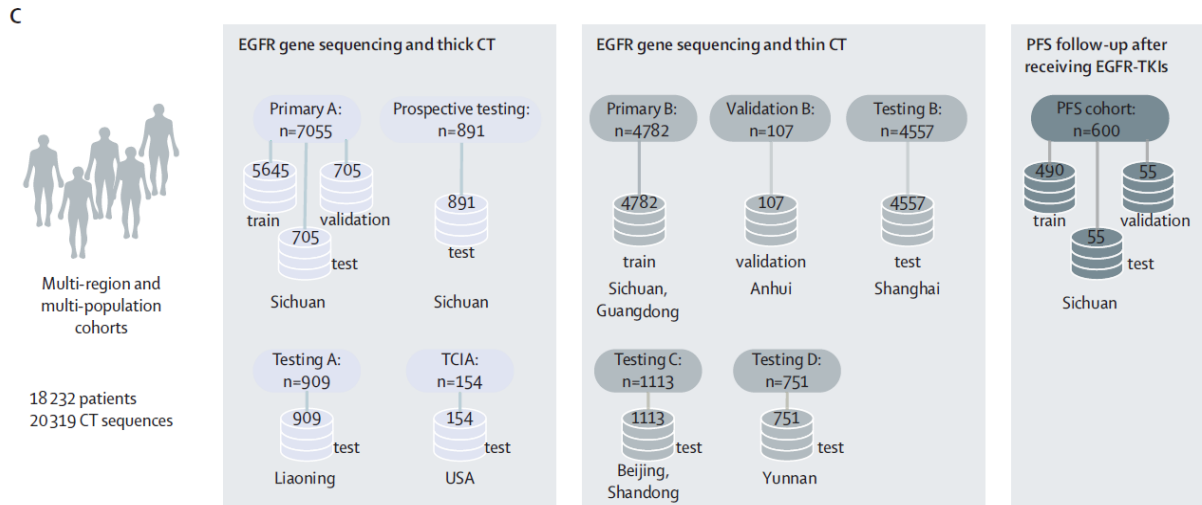 C
Multi-region and
multi-population
cohorts
18 232 patients
20 319 CT sequences
EGFR gene sequencing and thick CT
Primary A:
n=7055
5645
train
705
validation
705
test
Sichuan
Prospective testing:
n=891
891
test
Sichuan
Testing A:
n=909
909
test
Liaoning
TCIA:
n=154
154
test
USA
EGFR gene sequencing and thin CT
Primary B:
n=4782
4782
train
Sichuan,
Guangdong
Validation B:
n=107
107
validation
Anhui
Testing B:
n=4557
4557
test
Shanghai
Testing C:
n=1113
1113
test
Beijing,
Shandong
Testing D:
n=751
751
test
Yunnan
PFS follow-up after
receiving EGFR-TKIs
PFS cohort:
n=600
490
train
55
validation
55
test
Sichuan